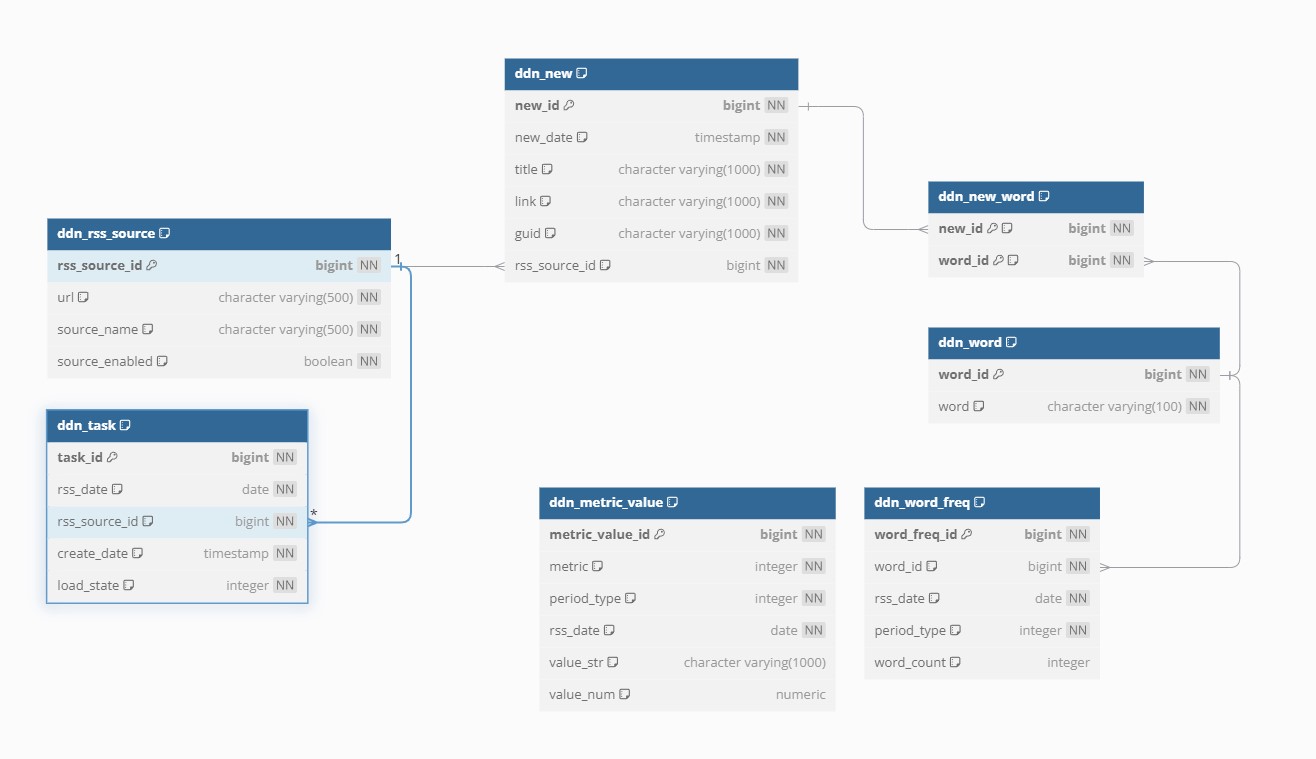 ddn_new
new_id bigint NN
new_date timestamp NN
title character varying(1000) NN
link character varying(1000) NN
guid character varying(1000) NN
rss_source_id bigint NN
ddn_new_word
new_id bigint NN
word_id bigint NN
ddn_rss_source
rss_source_id bigint NN
1
url character varying(500) NN
source_name character varying(500) NN
source_enabled boolean NN
ddn_word
word_id bigint NN
word character varying(100) NN
ddn_task
task_id bigint NN
rss_date date NN
rss_source_id bigint NN
*
create_date timestamp NN
load_state integer NN
ddn_metric_value
metric_value_id bigint NN
metric integer NN
period_type integer NN
rss_date date NN
value_str character varying(1000)
value_num numeric
ddn_word_freq
word_freq_id bigint NN
word_id bigint NN
rss_date date NN
period_type integer NN
word_count integer